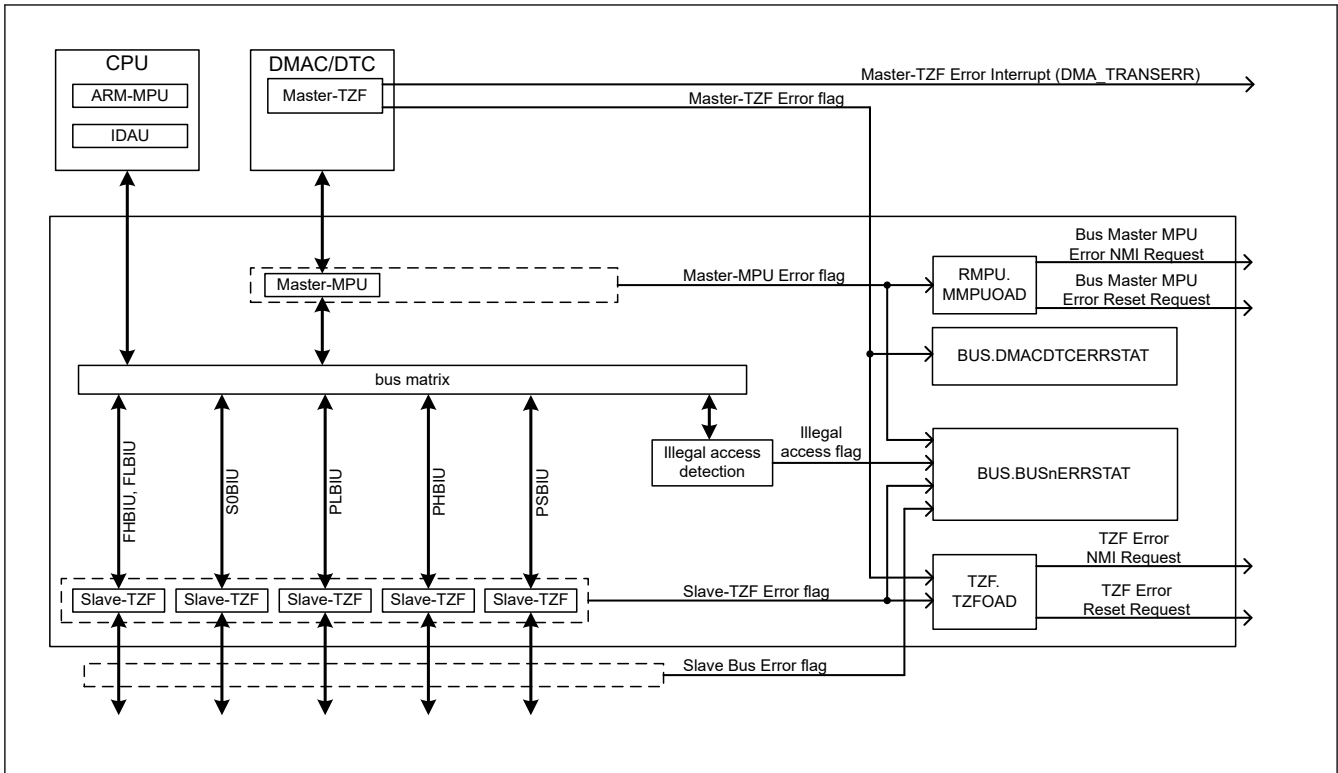 CPU
ARM-MPU
IDAU
DMAC/DTC
Master-TZF
Master-TZF Error Interrupt (DMA_TRANSERR)
Master-TZF Error flag
Master-MPU
Master-MPU Error flag
RMPU.
MMPUOAD
Bus Master MPU
Error NMI Request
Bus Master MPU
Error Reset Request
BUS.DMACDTCERRSTAT
bus matrix
FHBIU, FLBIU
S0BIU
PLBIU
PHBIU
PSBIU
Illegal access
detection
Illegal
access flag
BUS.BUSnERRSTAT
Slave-TZF
Slave-TZF
Slave-TZF
Slave-TZF
Slave-TZF
Slave-TZF Error flag
TZF.
TZFOAD
TZF Error
NMI Request
TZF Error
Reset Request
Slave Bus Error flag